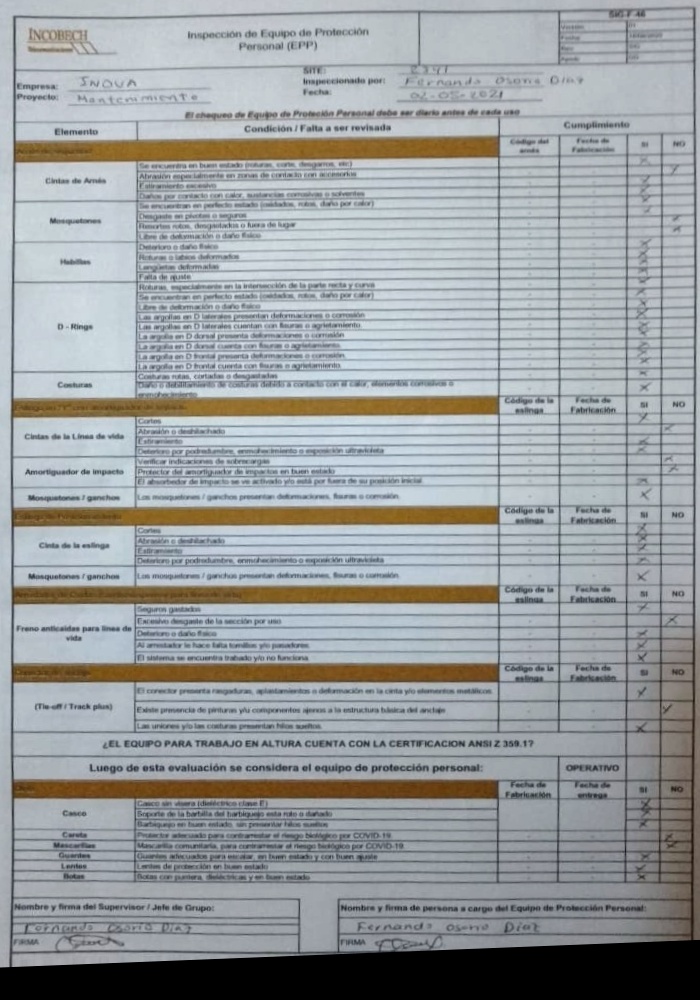 SIG-F-46
INCOBECH
Inspección de Equipo de Protección
Personal (EPP)
SITE: 2341
Empresa: INOVA
Inspeccionado por: Fernando Osorio Diaz
Proyecto: Mantenimiento
Fecha: 02-05-2021
El chequeo de Equipo de Proteción Personal debe ser diario antes de cada uso
Elemento
Condición / Falta a ser revisada
Cumplimiento
Código del arnés
Fecha de Fabricación
SI
NO
Cintas de Arnés
Se encuentra en buen estado (roturas, corte, desgarros, etc)
Abrasión especialmente en zonas de contacto con accesorios
Estiramiento excesivo
Daños por contacto con calor, sustancias corrosivas o solventes
Mosquetones
Se encuentran en perfecto estado (oxidados, rotos, daño por calor)
Desgaste en pivotes o seguros
Resortes rotos, desgastados o fuera de lugar
Libre de deformación o daño físico
Hebillas
Deterioro o daño físico
Roturas o labios deformados
Lengüetas deformadas
Falta de ajuste
D - Rings
Roturas, especialmente en la intersección de la parte recta y curva
Se encuentran en perfecto estado (oxidados, rotos, daño por calor)
Libre de deformación o daño físico
Las argollas en D laterales presentan deformaciones o corrosión
Las argollas en D laterales cuentan con fisuras o agrietamiento
La argolla en D dorsal presenta deformaciones o corrosión
La argolla en D dorsal cuenta con fisuras o agrietamiento
La argolla en D frontal presenta deformaciones o corrosión
La argolla en D frontal cuenta con fisuras o agrietamiento
Costuras
Costuras rotas, cortadas o desgastadas
Daño o debilitamiento de costuras debido a contacto con el calor, elementos corrosivos o
enmohecimiento
Código de la eslinga
Fecha de Fabricación
SI
NO
Cintas de la Línea de vida
Cortes
Abrasión o deshilachado
Estiramiento
Deterioro por podredumbre, enmohecimiento o exposición ultravioleta
Amortiguador de impacto
Verificar indicaciones de sobrecargas
Protector del amortiguador de impactos en buen estado
El absorbedor de impacto se ve activado y/o está por fuera de su posición inicial
Mosquetones / ganchos
Los mosquetones / ganchos presentan deformaciones, fisuras o corrosión
Código de la eslinga
Fecha de Fabricación
SI
NO
Cinta de la eslinga
Cortes
Abrasión o deshilachado
Estiramiento
Deterioro por podredumbre, enmohecimiento o exposición ultravioleta
Mosquetones / ganchos
Los mosquetones / ganchos presentan deformaciones, fisuras o corrosión
Código de la eslinga
Fecha de Fabricación
SI
NO
Freno anticaídas para línea de vida
Seguros gastados
Excesivo desgaste de la sección por uso
Deterioro o daño físico
Al arrestador le hace falta tornillos y/o pasadores
El sistema se encuentra trabado y/o no funciona
Código de la eslinga
Fecha de Fabricación
SI
NO
(Tie-off / Track plus)
El conector presenta rasgaduras, aplastamientos o deformación en la cinta y/o elementos metálicos
Existe presencia de pinturas y/u componentes ajenos a la estructura básica del anclaje
Las uniones y/o las costuras presentan hilos sueltos
¿EL EQUIPO PARA TRABAJO EN ALTURA CUENTA CON LA CERTIFICACION ANSI Z 359.1?
Luego de esta evaluación se considera el equipo de protección personal:
OPERATIVO
Fecha de Fabricación
Fecha de entrega
SI
NO
Casco
Casco sin visera (dieléctrico clase E)
Soporte de la barbilla del barbiquejo esta roto o dañado
Barbiquejo en buen estado, sin presentar hilos sueltos
Careta
Protector adecuado para contrarrestar el riesgo biológico por COVID-19
Mascarillas
Mascarilla comunitaria, para contrarrestar el riesgo biológico por COVID-19
Guantes
Guantes adecuados para escalar, en buen estado y con buen ajuste
Lentes
Lentes de protección en buen estado
Botas
Botas con puntera, dieléctricas y en buen estado
Nombre y firma del Supervisor / Jefe de Grupo:
Nombre y firma de persona a cargo del Equipo de Protección Personal:
Fernando Osorio Diaz
Fernando Osorio Diaz
FIRMA
FIRMA